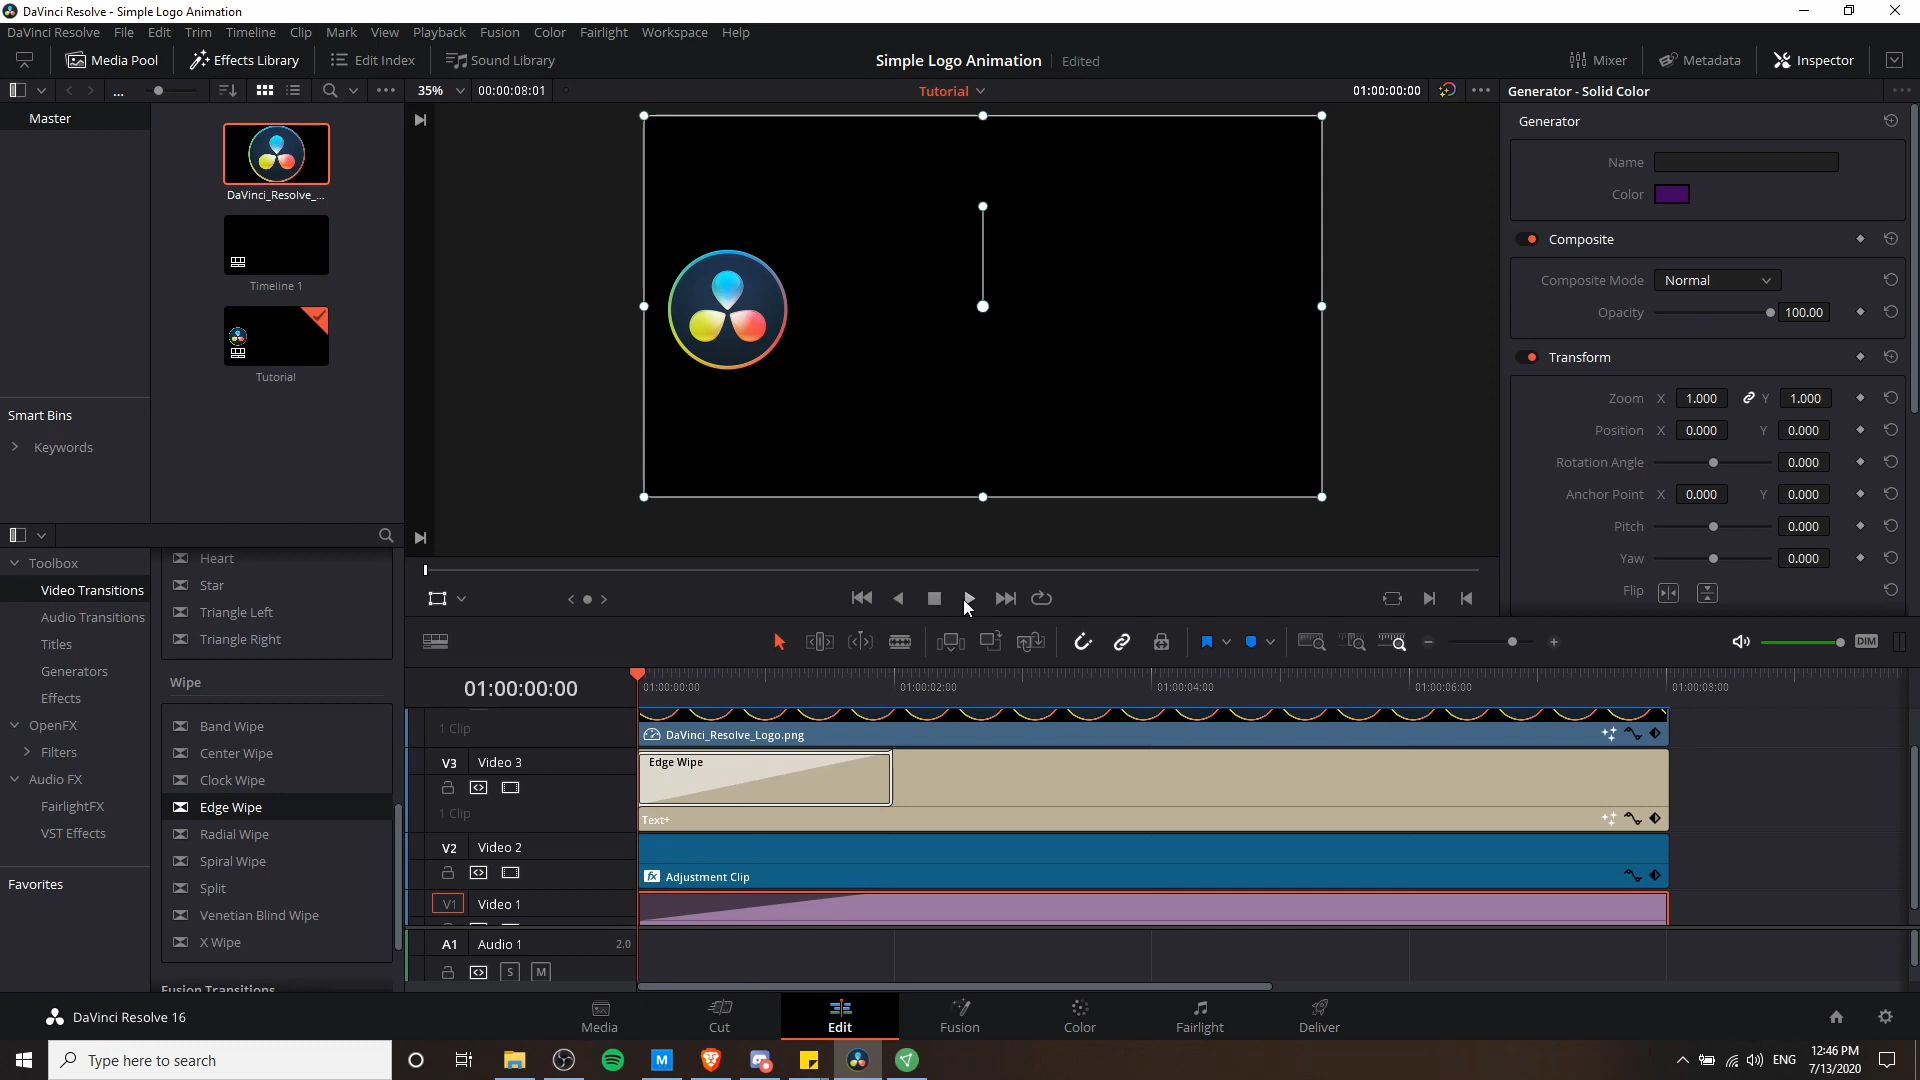 DaVinci Resolve - Simple Logo Animation
DaVinci Resolve File Edit Trim Timeline Clip Mark View Playback Fusion Color Fairlight Workspace Help
Media Pool Effects Library Edit Index Sound Library Simple Logo Animation Edited Mixer Metadata Inspector
... 35% 00:00:08:01 Tutorial 01:00:00:00 Generator - Solid Color
Master
Generator
Name
Color
DaVinci_Resolve_...
Composite
Composite Mode Normal
Opacity 100.00
Timeline 1
Transform
Tutorial
Zoom X 1.000 Y 1.000
Smart Bins
Position X 0.000 Y 0.000
Keywords
Rotation Angle 0.000
Anchor Point X 0.000 Y 0.000
Pitch 0.000
Yaw 0.000
Flip
Toolbox
Video Transitions
Audio Transitions
Titles
Generators
Effects
OpenFX
Filters
Audio FX
FairlightFX
VST Effects
Favorites
Heart
Star
Triangle Left
Triangle Right
Wipe
Band Wipe
Center Wipe
Clock Wipe
Edge Wipe
Radial Wipe
Spiral Wipe
Split
Venetian Blind Wipe
X Wipe
Fusion Transitions
DIM
01:00:00:00 01:00:00:00 01:00:02:00 01:00:04:00 01:00:06:00 01:00:08:00
1 Clip DaVinci_Resolve_Logo.png
V3 Video 3 Edge Wipe
1 Clip Text+
V2 Video 2
fx Adjustment Clip
V1 Video 1
A1 Audio 1 2.0
S M
DaVinci Resolve 16 Media Cut Edit Fusion Color Fairlight Deliver
Type here to search M ENG 12:46 PM
7/13/2020